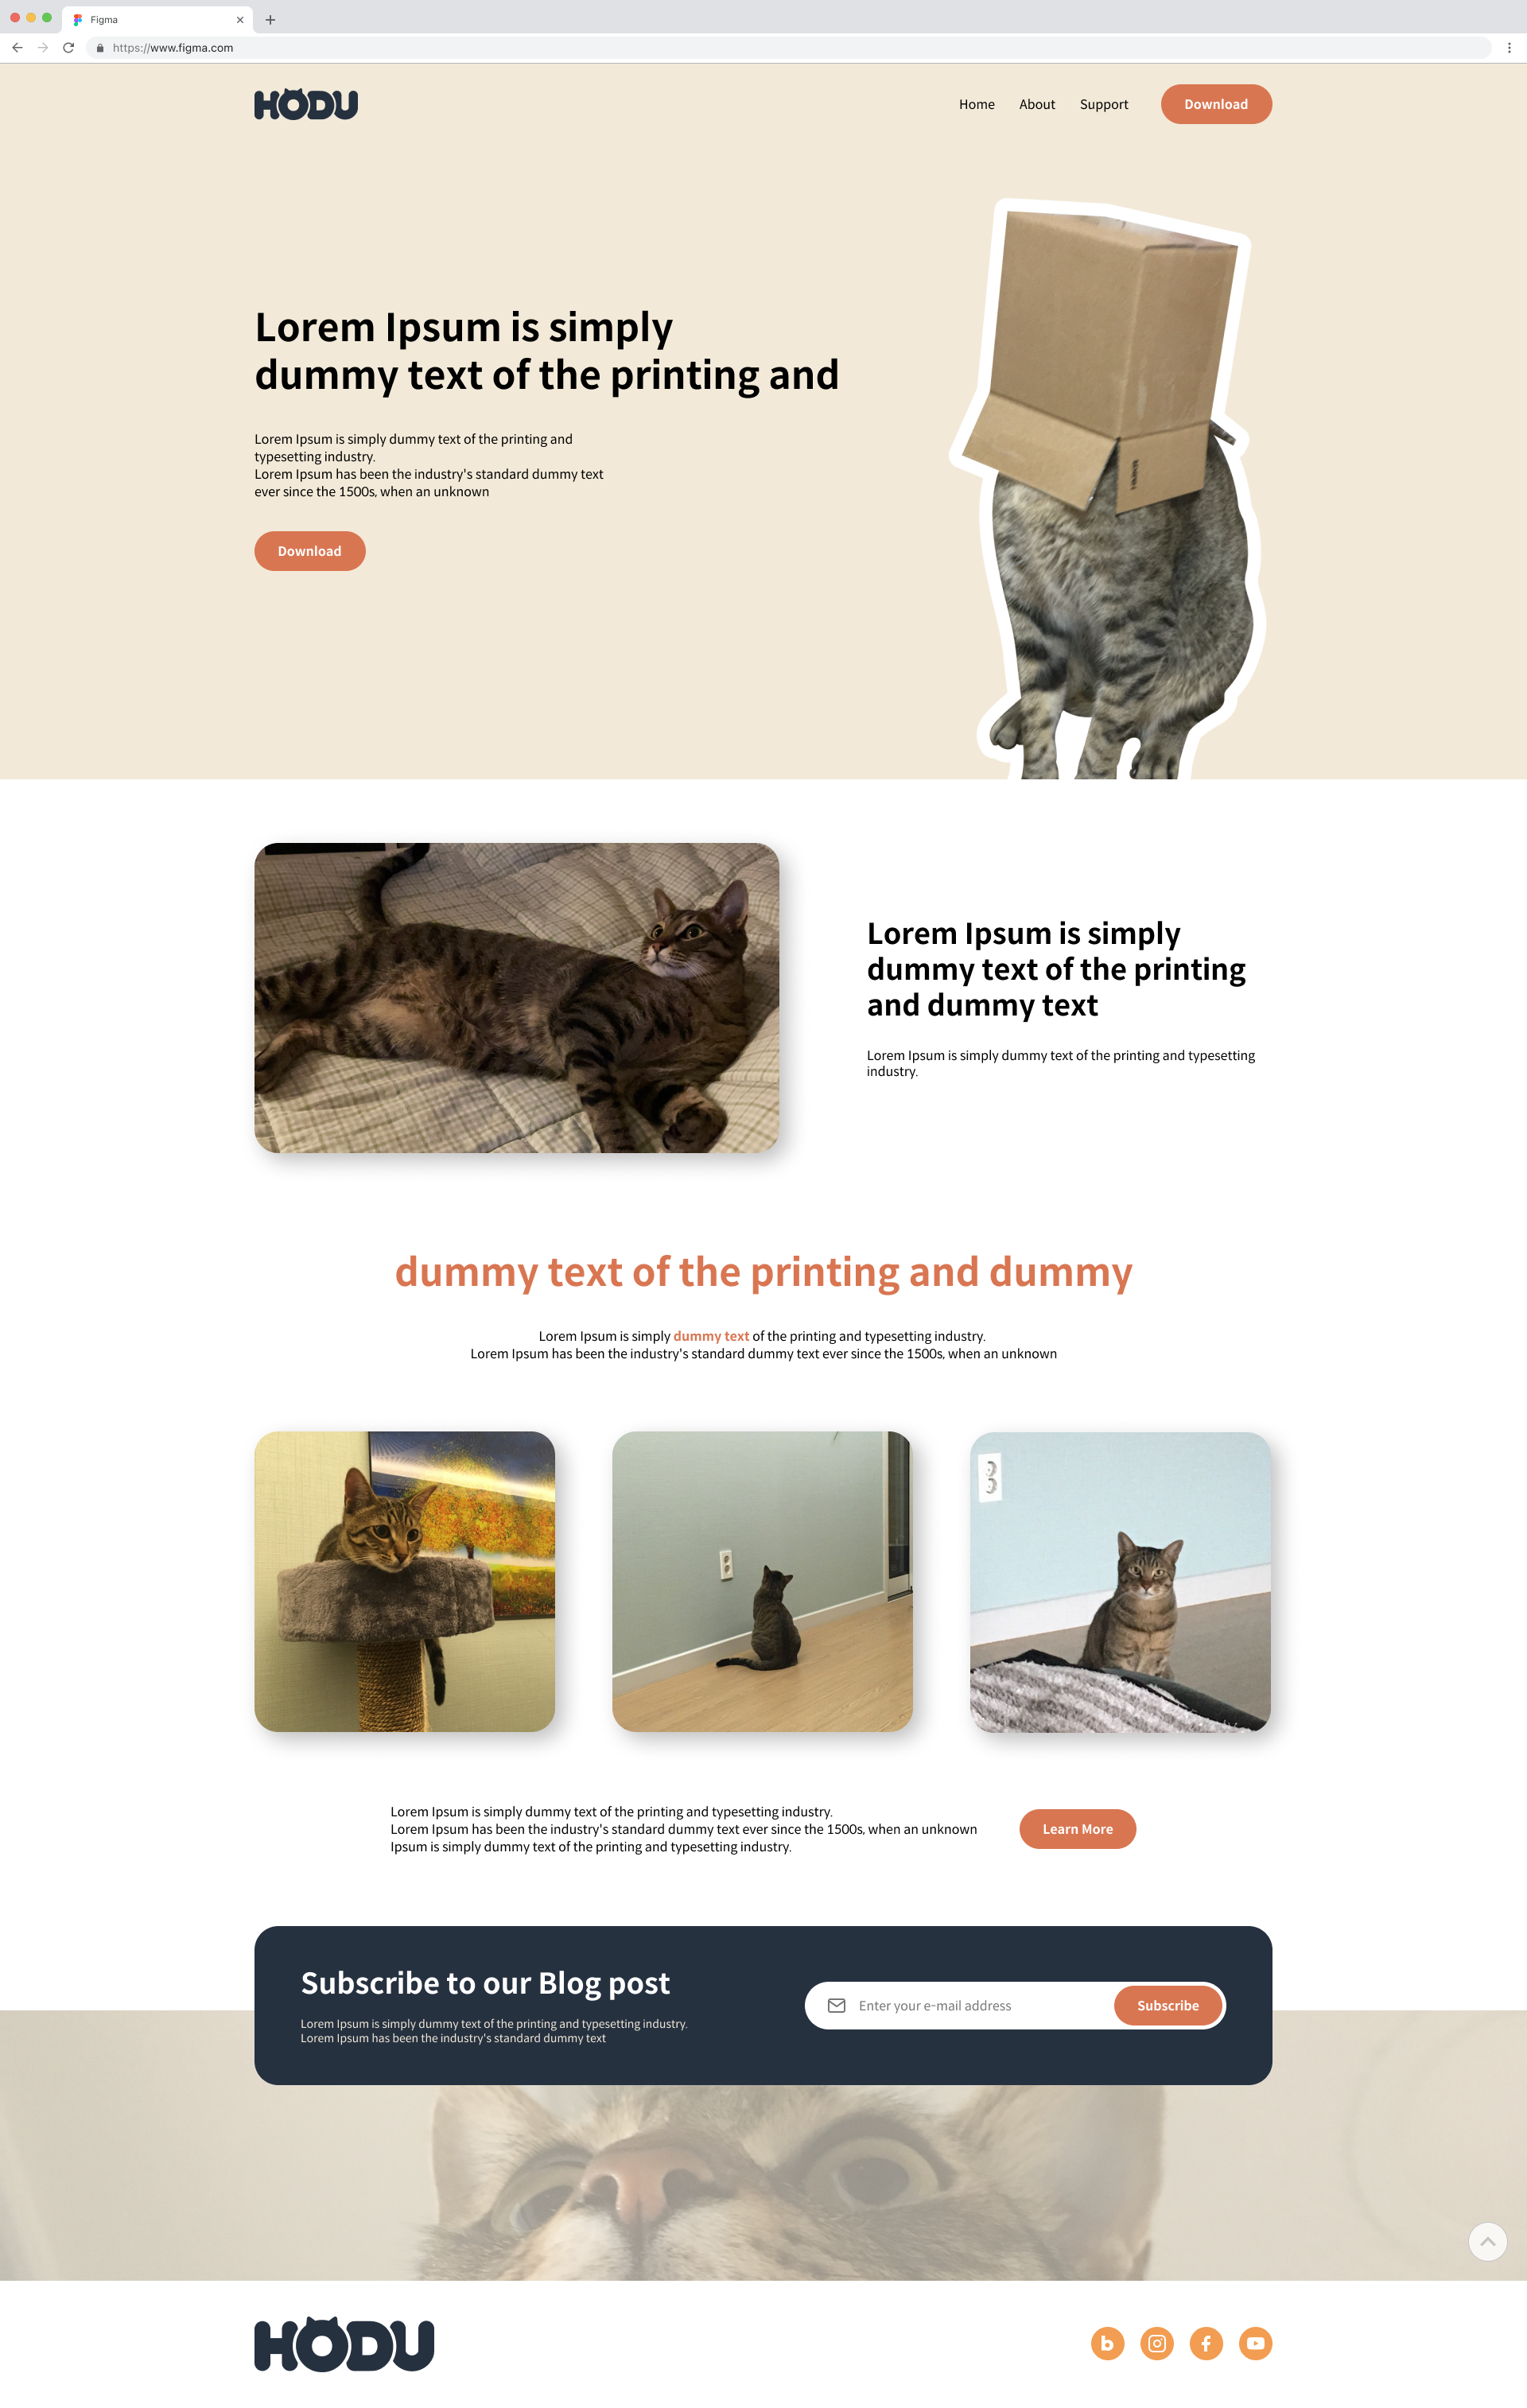 Figma
https://www.figma.com
HODU
Home About Support Download
Lorem Ipsum is simply
dummy text of the printing and
Lorem Ipsum is simply dummy text of the printing and
typesetting industry.
Lorem Ipsum has been the industry's standard dummy text
ever since the 1500s, when an unknown
Download
Lorem Ipsum is simply
dummy text of the printing
and dummy text
Lorem Ipsum is simply dummy text of the printing and typesetting
industry.
dummy text of the printing and dummy
Lorem Ipsum is simply dummy text of the printing and typesetting industry.
Lorem Ipsum has been the industry's standard dummy text ever since the 1500s, when an unknown
Lorem Ipsum is simply dummy text of the printing and typesetting industry.
Lorem Ipsum has been the industry's standard dummy text ever since the 1500s, when an unknown
Ipsum is simply dummy text of the printing and typesetting industry.
Learn More
Subscribe to our Blog post
Lorem Ipsum is simply dummy text of the printing and typesetting industry.
Lorem Ipsum has been the industry's standard dummy text
Enter your e-mail address
Subscribe
HODU